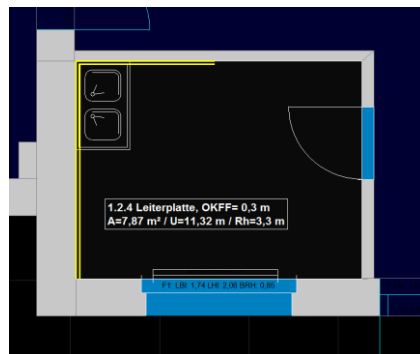 1.2.4 Leiterplatte, OKFF= 0,3 m
A=7,87 m² / U=11,32 m / Rh=3,3 m
F1: LBI: 1,74 LHI: 2,06 BRH: 0,85